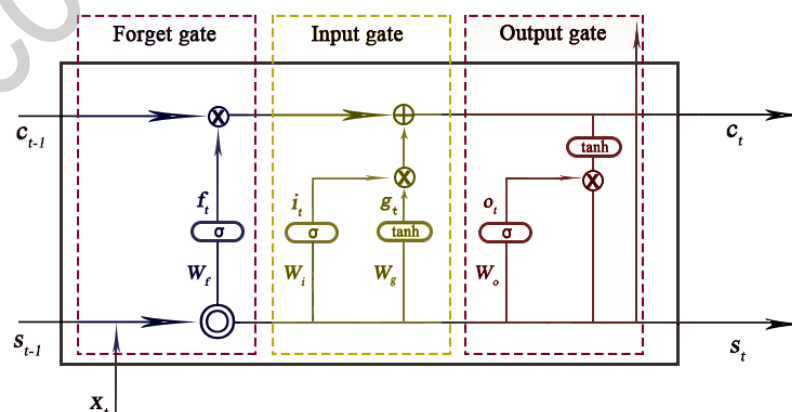 Forget gate
Input gate
Output gate
c_{t-1}
c_t
tanh
f_t
i_t
g_t
o_t
σ
σ
tanh
σ
W_f
W_i
W_g
W_o
s_{t-1}
s_t
x_t